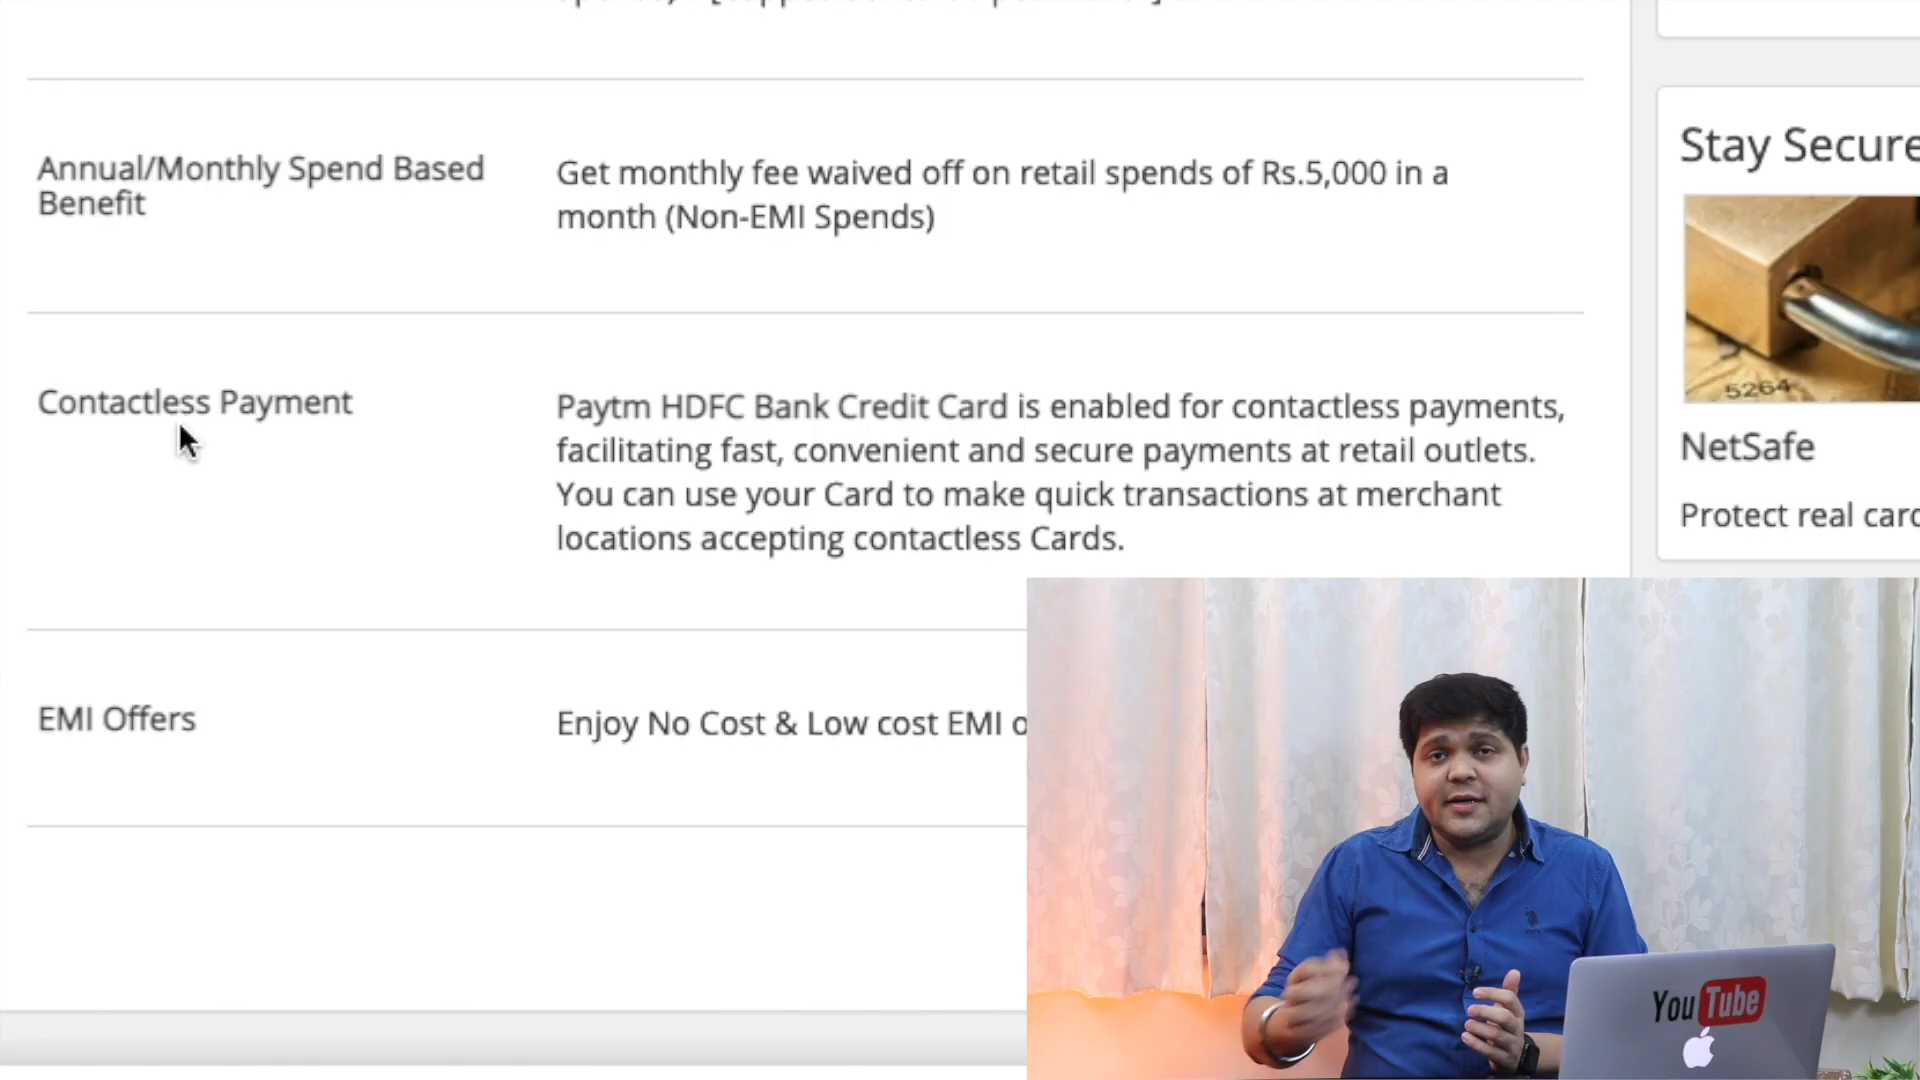 Annual/Monthly Spend Based
Benefit
Get monthly fee waived off on retail spends of Rs.5,000 in a
month (Non-EMI Spends)
Contactless Payment
Paytm HDFC Bank Credit Card is enabled for contactless payments,
facilitating fast, convenient and secure payments at retail outlets.
You can use your Card to make quick transactions at merchant
locations accepting contactless Cards.
EMI Offers
Enjoy No Cost & Low cost EMI
Stay Secure
5264
NetSafe
Protect real
YouTube